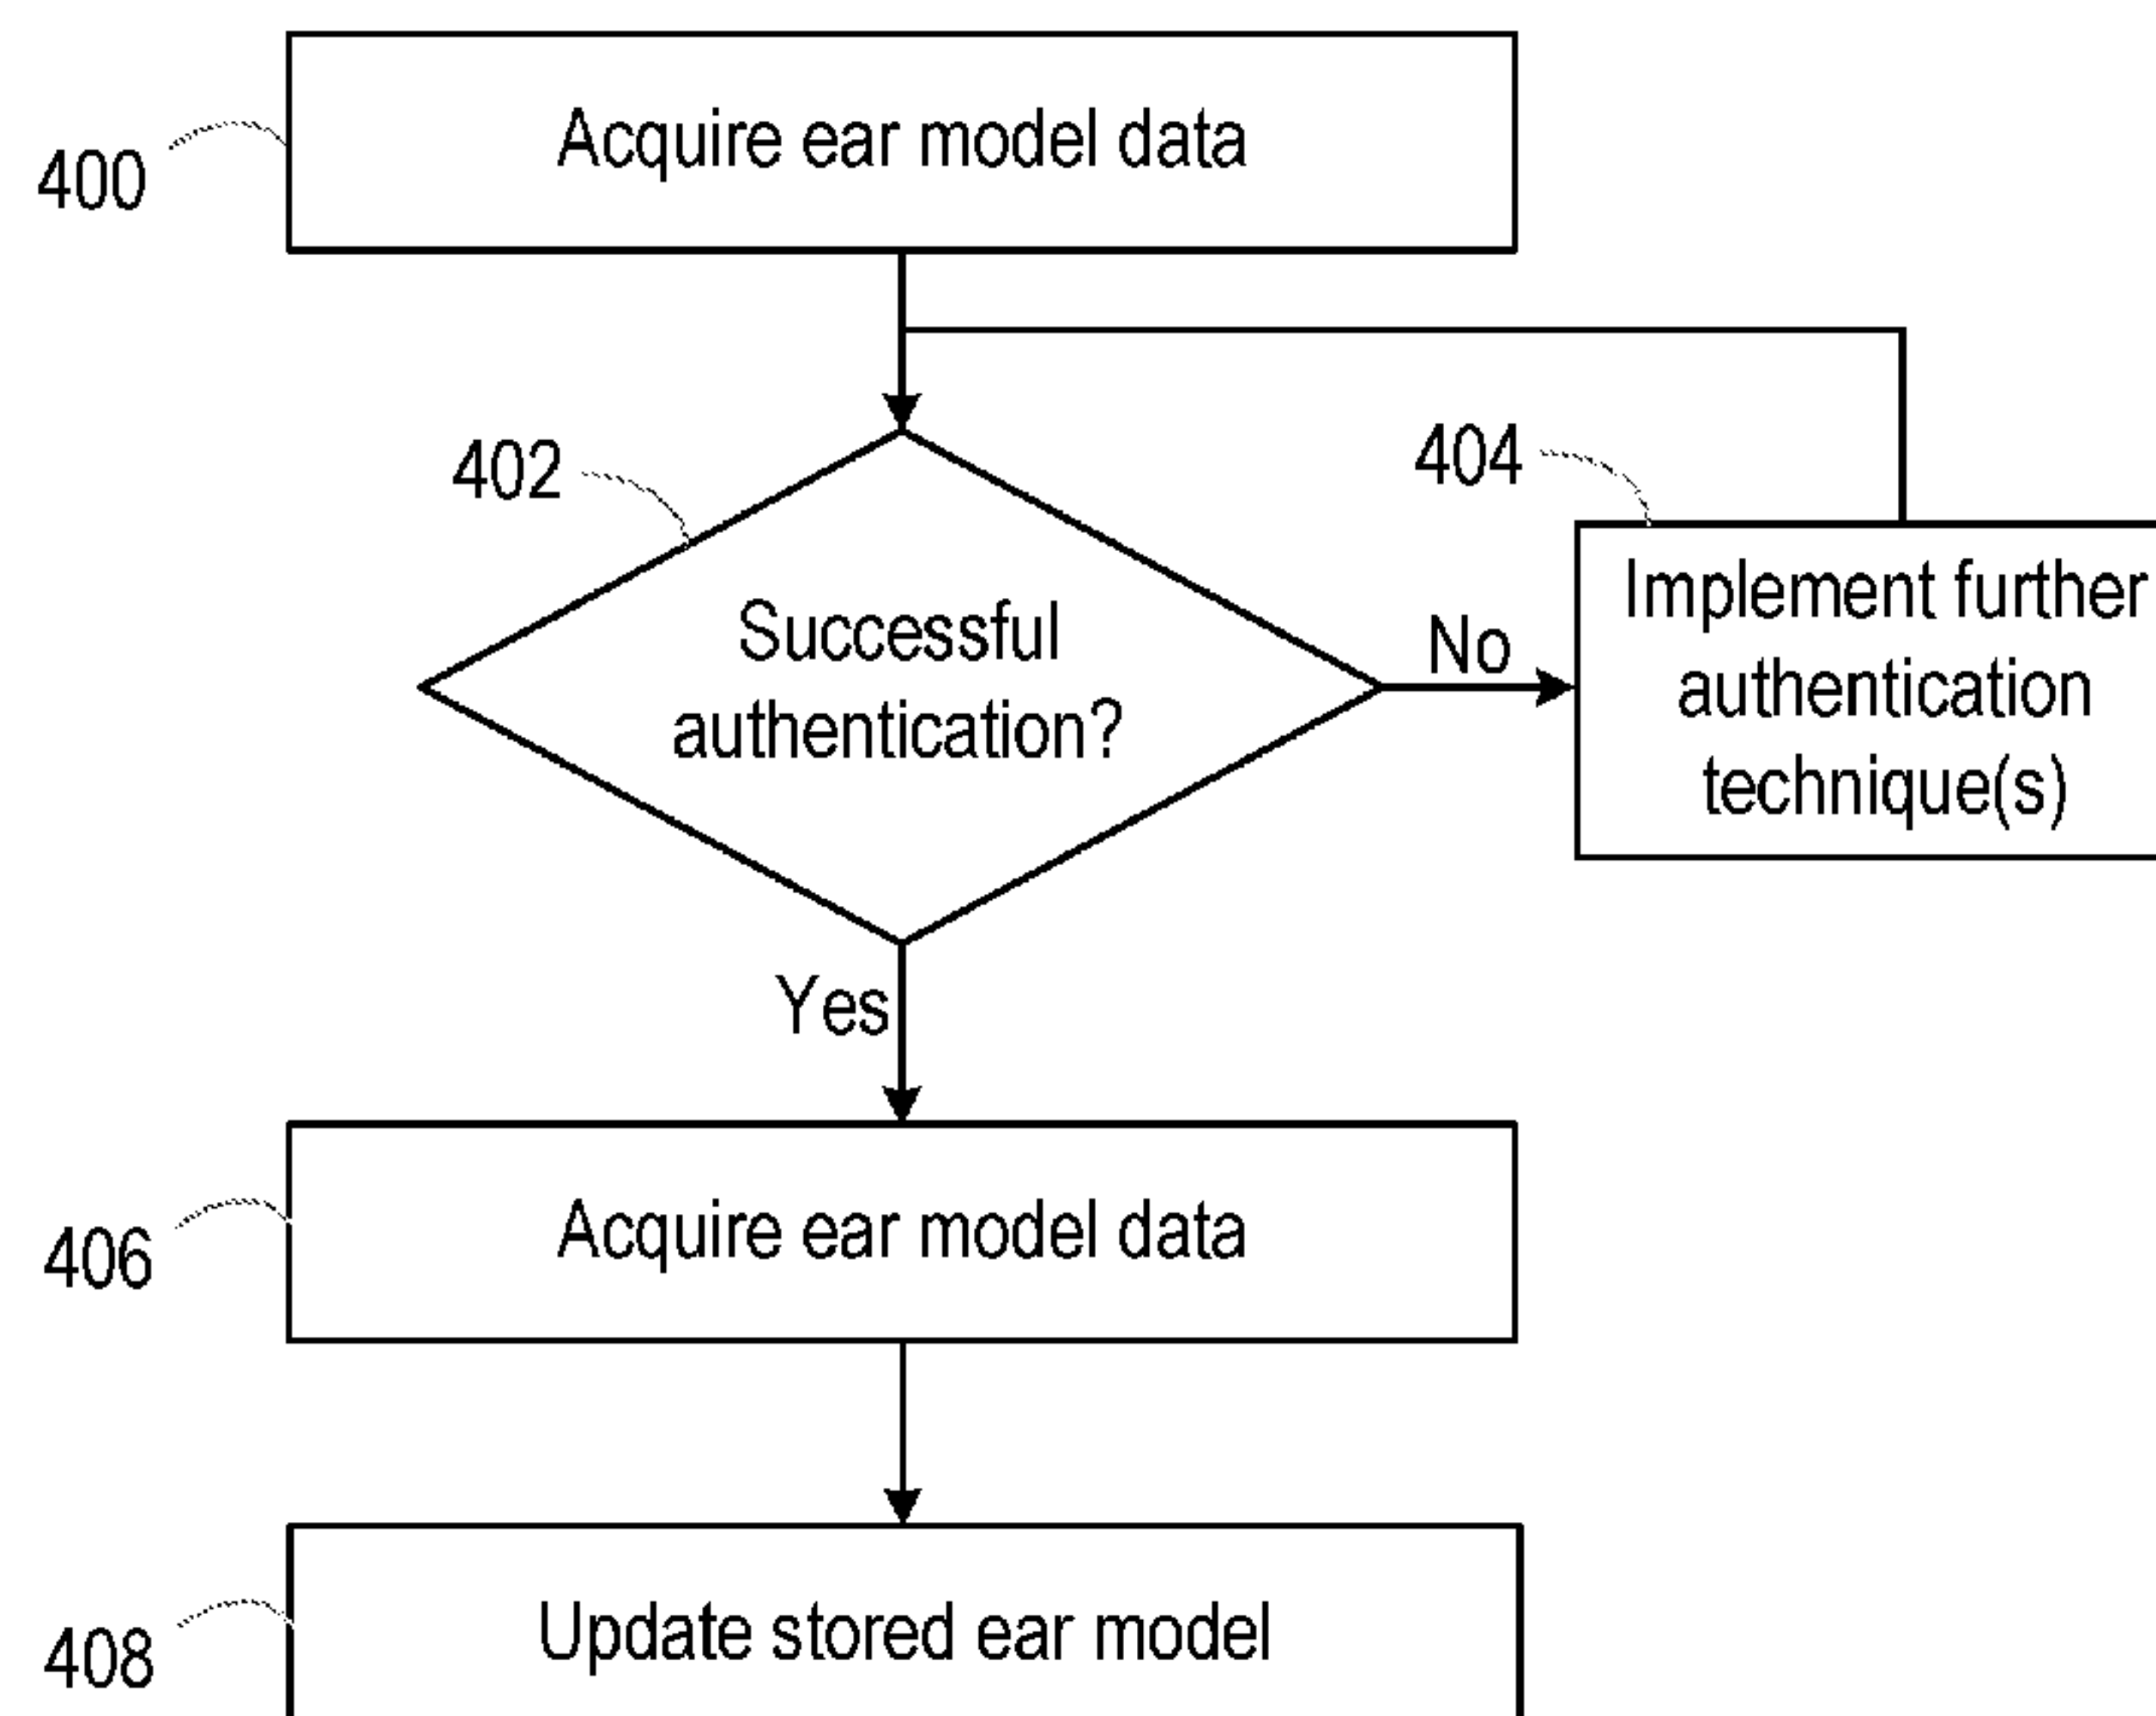 Acquire ear model data
400
402
404
Successful
authentication?
No
Implement further
authentication
technique(s)
Yes
Acquire ear model data
406
Update stored ear model
408